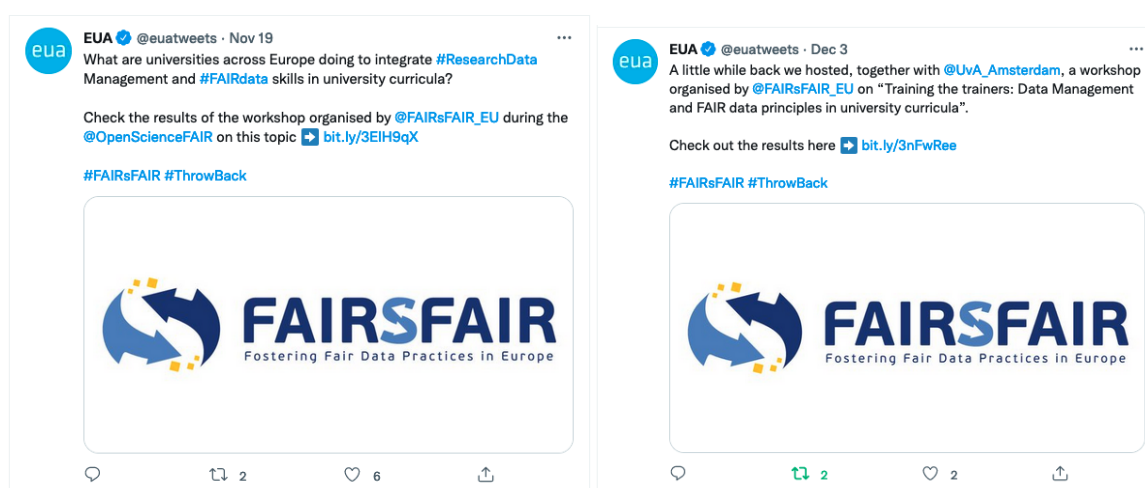 eua
EUA @euatweets · Nov 19
What are universities across Europe doing to integrate #ResearchData
Management and #FAIRdata skills in university curricula?
Check the results of the workshop organised by @FAIRsFAIR_EU during the
@OpenScienceFAIR on this topic ➡️ bit.ly/3EIH9qX
#FAIRsFAIR #ThrowBack
FAIRSFAIR
Fostering Fair Data Practices in Europe
2 6
eua
EUA @euatweets · Dec 3
A little while back we hosted, together with @UvA_Amsterdam, a workshop
organised by @FAIRsFAIR_EU on “Training the trainers: Data Management
and FAIR data principles in university curricula”.
Check out the results here ➡️ bit.ly/3nFwRee
#FAIRsFAIR #ThrowBack
FAIRSFAIR
Fostering Fair Data Practices in Europe
2 2